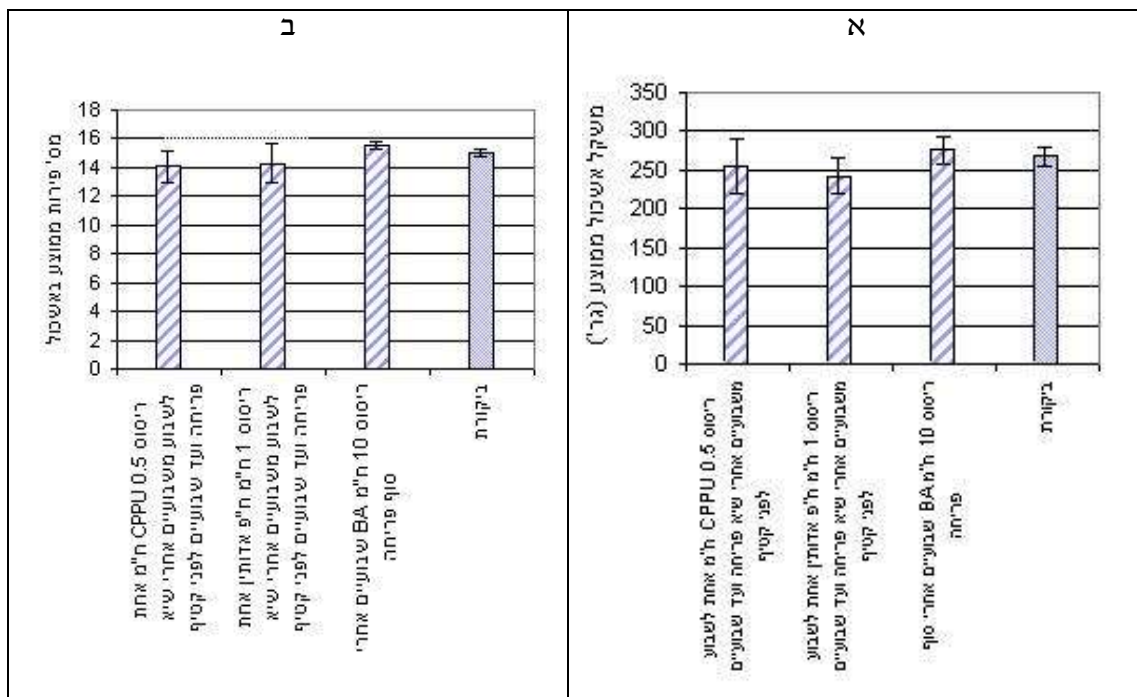 א
משקל אשכול ממוצע (גר')
350
300
250
200
150
100
50
0
ביקורת
ריסוס 10 ח"מ BA שבועיים אחרי סוף
פריחה
ריסוס 1 ח"מ ח"פ אדותין אחת לשבוע
משבועיים אחרי שיא פריחה ועד שבועיים
לפני קטיף
ריסוס CPPU 0.5 ח"מ אחת לשבוע
משבועיים אחרי שיא פריחה ועד שבועיים
לפני קטיף
ב
מס' פירות ממוצע באשכול
18
16
14
12
10
8
6
4
2
0
ביקורת
ריסוס 10 ח"מ BA שבועיים אחרי
סוף פריחה
ריסוס 1 ח"מ ח"פ אדותין אחת
לשבוע משבועיים אחרי שיא
פריחה ועד שבועיים לפני קטיף
ריסוס CPPU 0.5 ח"מ אחת
לשבוע משבועיים אחרי שיא
פריחה ועד שבועיים לפני קטיף